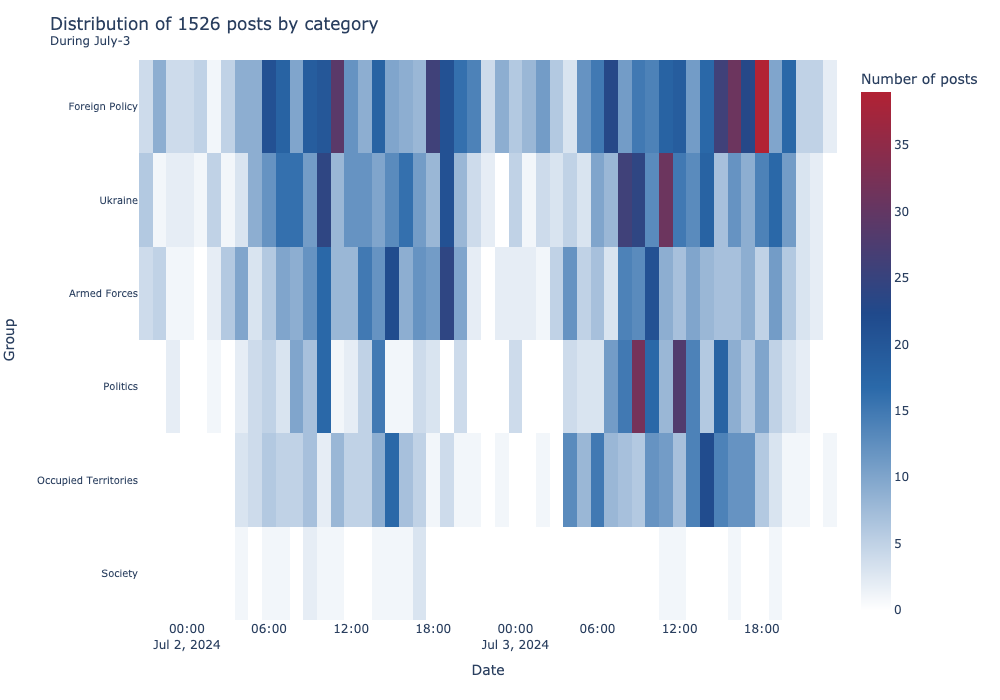 Distribution of 1526 posts by category
During July-3
Number of posts
Foreign Policy
Ukraine
Armed Forces
Politics
Occupied Territories
Society
Group
35
30
25
20
15
10
5
0
00:00
Jul 2, 2024
06:00
12:00
18:00
00:00
Jul 3, 2024
06:00
12:00
18:00
Date